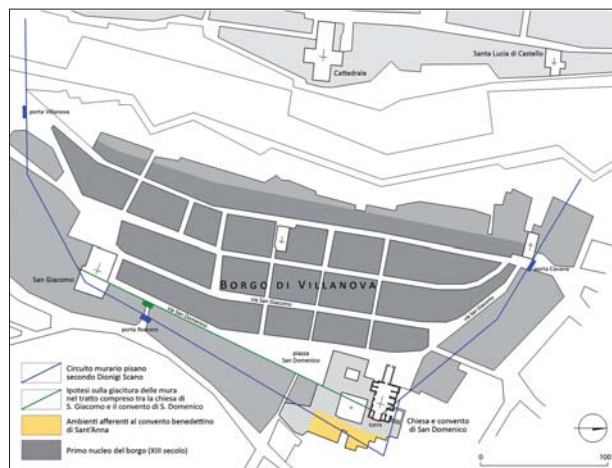 Cattedrale
Santa Lucia di Castello
porta Villanova
San Giacomo
BORGO DI VILLANOVA
via San Giacomo
via San Giacomo
porta Cavana
via San Domenico
piazza
San Domenico
torre
Chiesa e convento
di San Domenico
Circuito murario pisano
secondo Dionigi Scano
Ipotesi sulla giacitura delle mura
nel tratto compreso tra la chiesa di
S. Giacomo e il convento di S. Domenico
Ambienti afferenti al convento benedettino
di Sant'Anna
Primo nucleo del borgo (XIII secolo)
0
100